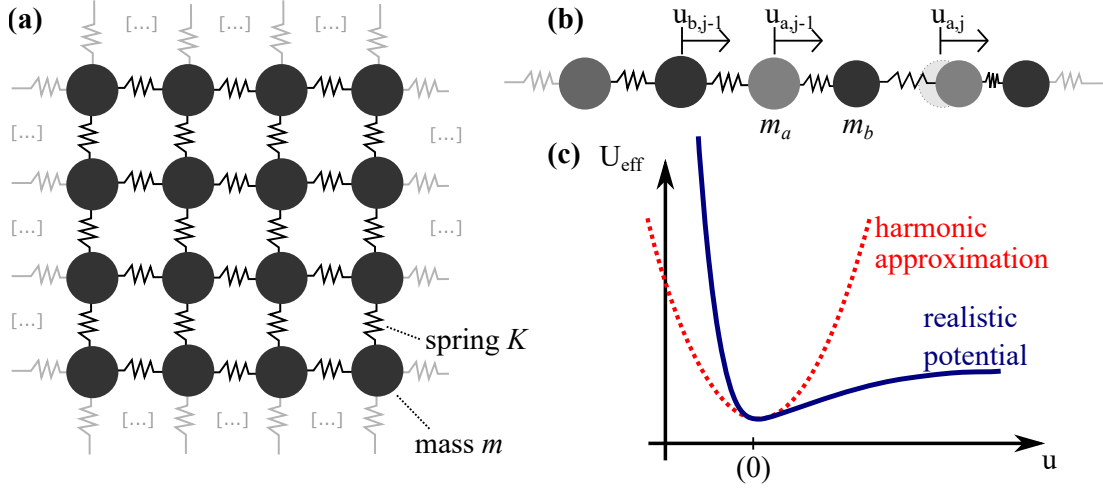 (a)
[...] [...] [...]
[...] [...]
[...] [...]
[...]
[...] [...] [...]
spring K
mass m
(b)
u_b,j-1 u_a,j-1 u_a,j
m_a m_b
(c)
U_eff
harmonic
approximation
realistic
potential
(0) u